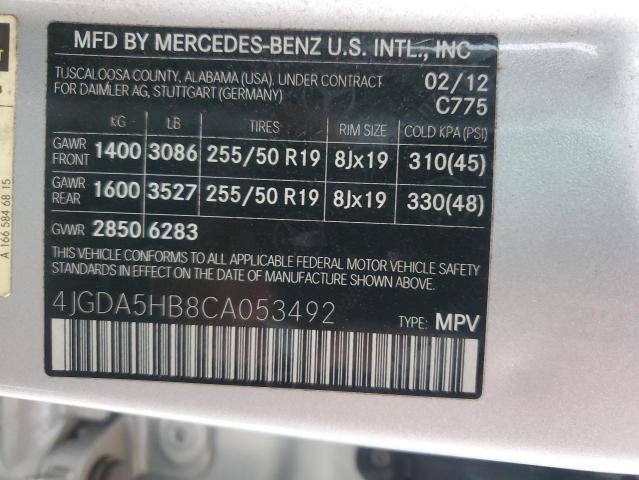 MFD BY MERCEDES-BENZ U.S. INTL., INC
TUSCALOOSA COUNTY, ALABAMA (USA), UNDER CONTRACT 02/12
FOR DAIMLER AG, STUTTGART (GERMANY) C775
KG LB TIRES RIM SIZE COLD KPA (PSI)
GAWR FRONT 1400 3086 255/50 R19 8Jx19 310(45)
GAWR REAR 1600 3527 255/50 R19 8Jx19 330(48)
GVWR 2850 6283
THIS VEHICLE CONFORMS TO ALL APPLICABLE FEDERAL MOTOR VEHICLE SAFETY
STANDARDS IN EFFECT ON THE DATE OF MANUFACTURE SHOWN ABOVE.
4JGDA5HB8CA053492 TYPE: MPV
A 166 584 68 15